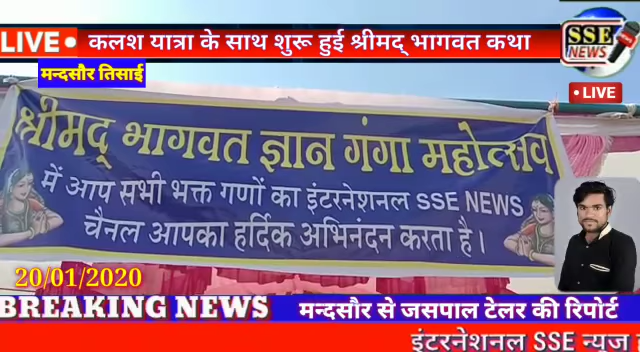 LIVE • कलश यात्रा के साथ शुरू हुई श्रीमद् भागवत कथा
SSE
NEWS
मन्दसौर तिसाई
• LIVE
श्रीमद् भागवत ज्ञान गंगा महोत्सव
में आप सभी भक्त गणों का इंटरनेशनल SSE NEWS
चैनल आपका हर्दिक अभिनंदन करता है।
20/01/2020
BREAKING NEWS मन्दसौर से जसपाल टेलर की रिपोर्ट
इंटरनेशनल SSE न्यूज